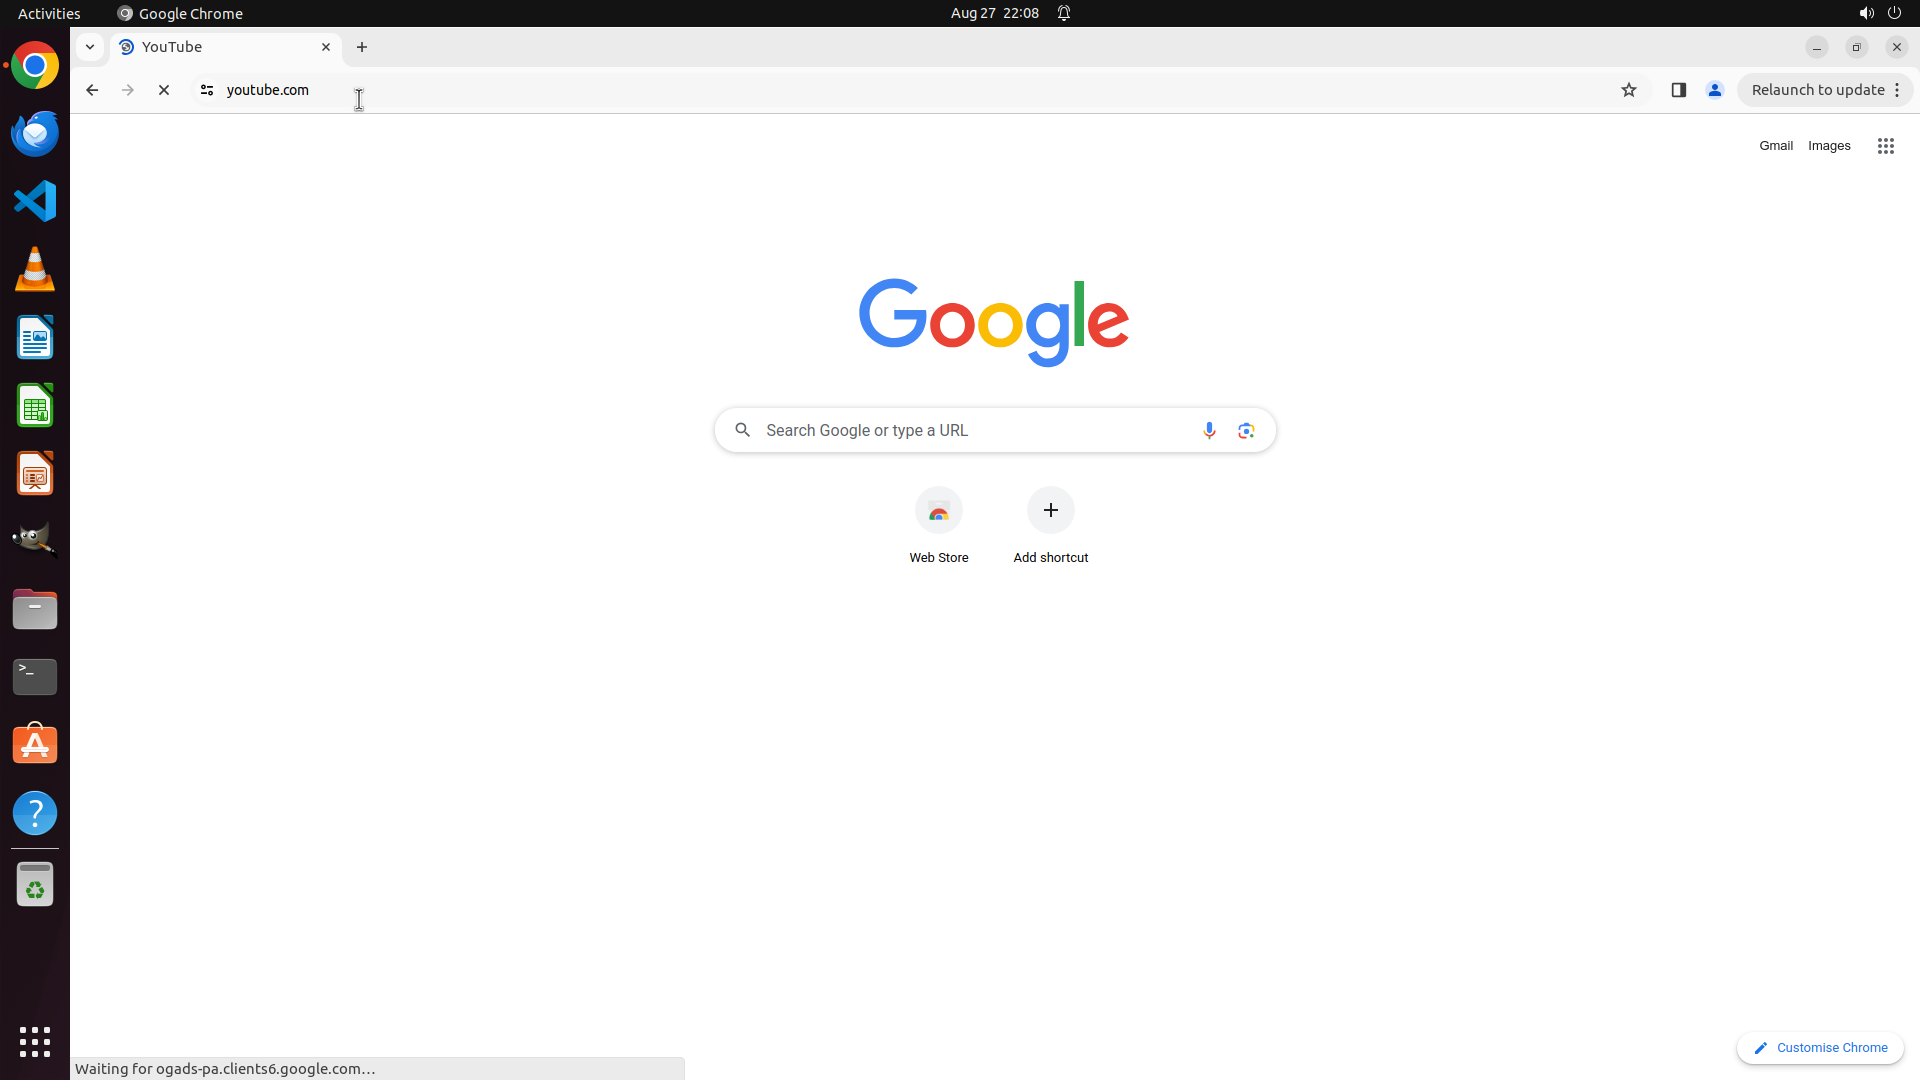 Activities
Google Chrome
Aug 27 22:08
YouTube
youtube.com
Relaunch to update
Gmail
Images
Google
Search Google or type a URL
Web Store
Add shortcut
Customise Chrome
Waiting for ogads-pa.clients6.google.com...